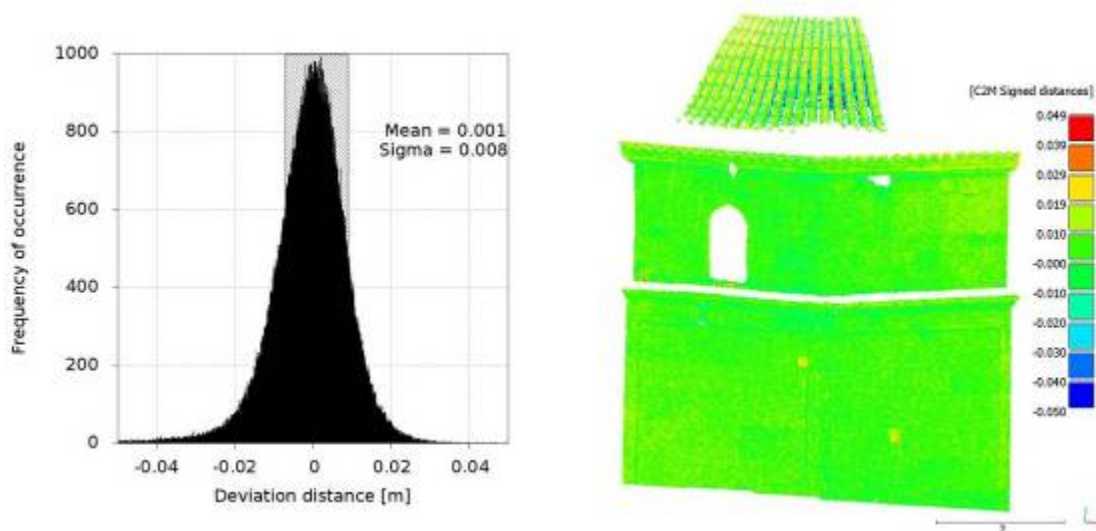 1000
800
600
400
200
0
Mean = 0.001
Sigma = 0.008
Frequency of occurrence
-0.04 -0.02 0 0.02 0.04
Deviation distance [m]
[C2M Signed distances]
0.049
0.039
0.029
0.019
0.010
-0.000
-0.010
-0.020
-0.030
-0.040
-0.050